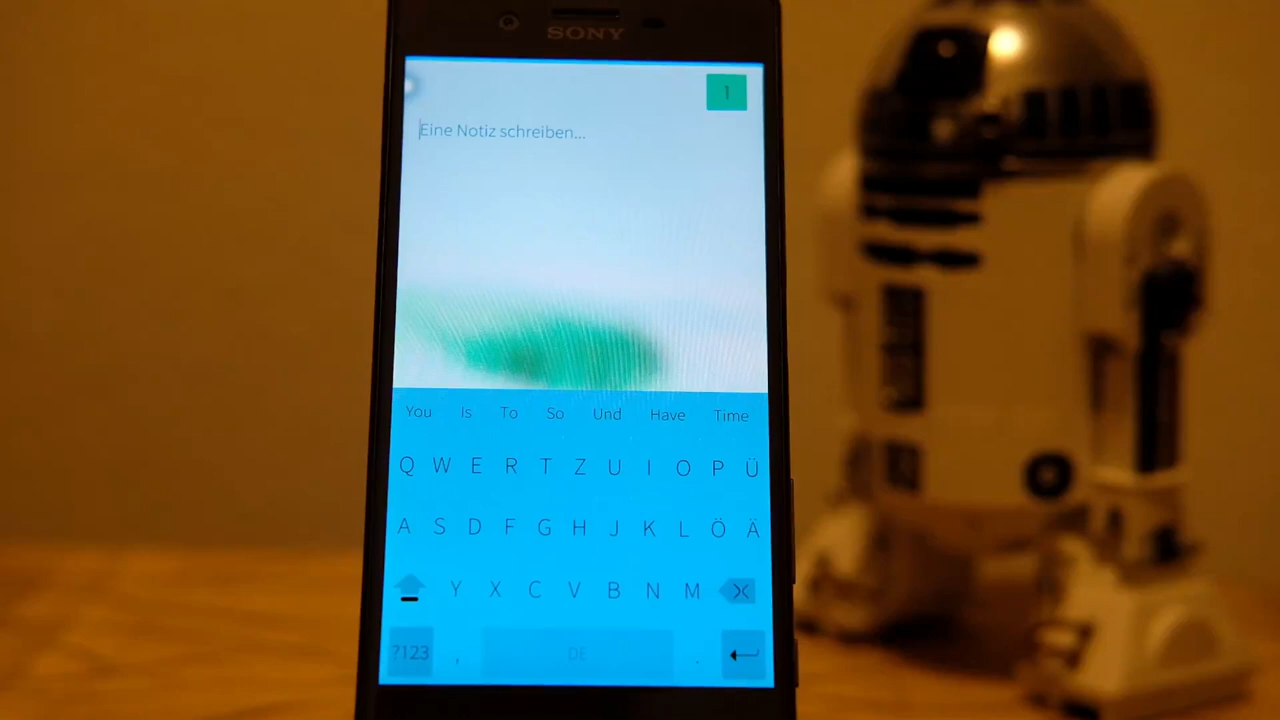 SONY
1
Eine Notiz schreiben...
You Is To So Und Have Time
Q W E R T Z U I O P Ü
A S D F G H J K L Ö Ä
Y X C V B N M
?123 , DE .